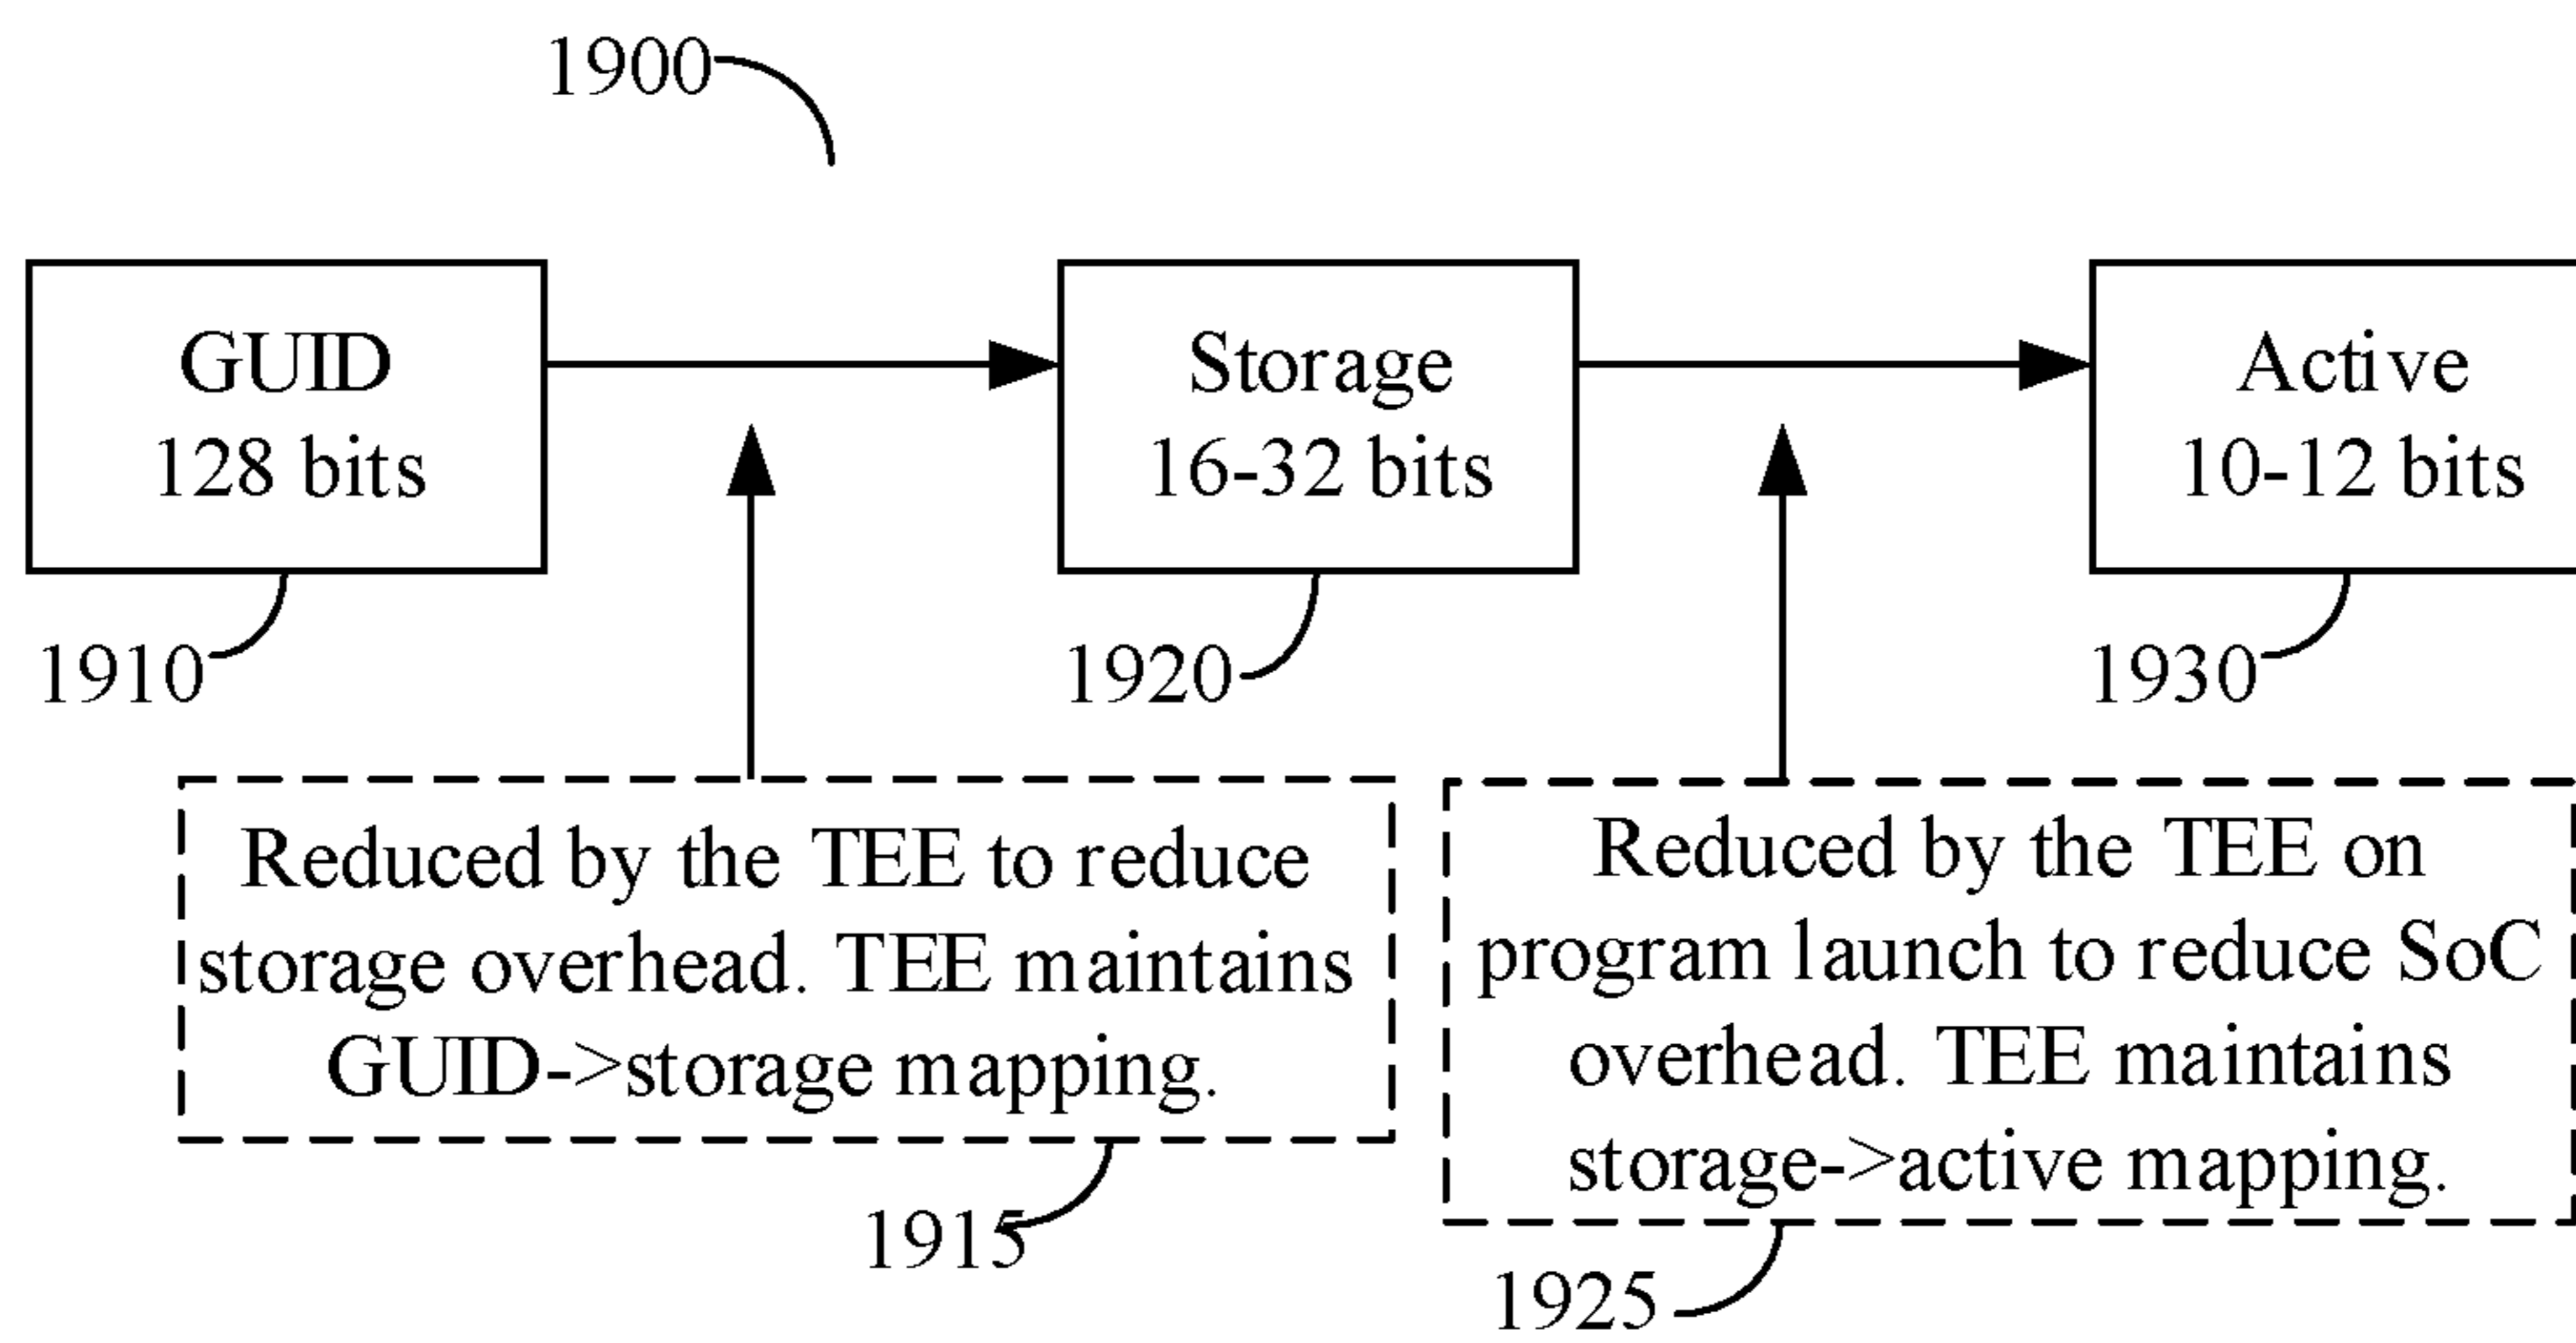 1900
GUID
128 bits
Storage
16-32 bits
Active
10-12 bits
1910
1920
1930
Reduced by the TEE to reduce
storage overhead. TEE maintains
GUID->storage mapping.
Reduced by the TEE on
program launch to reduce SoC
overhead. TEE maintains
storage->active mapping.
1915
1925